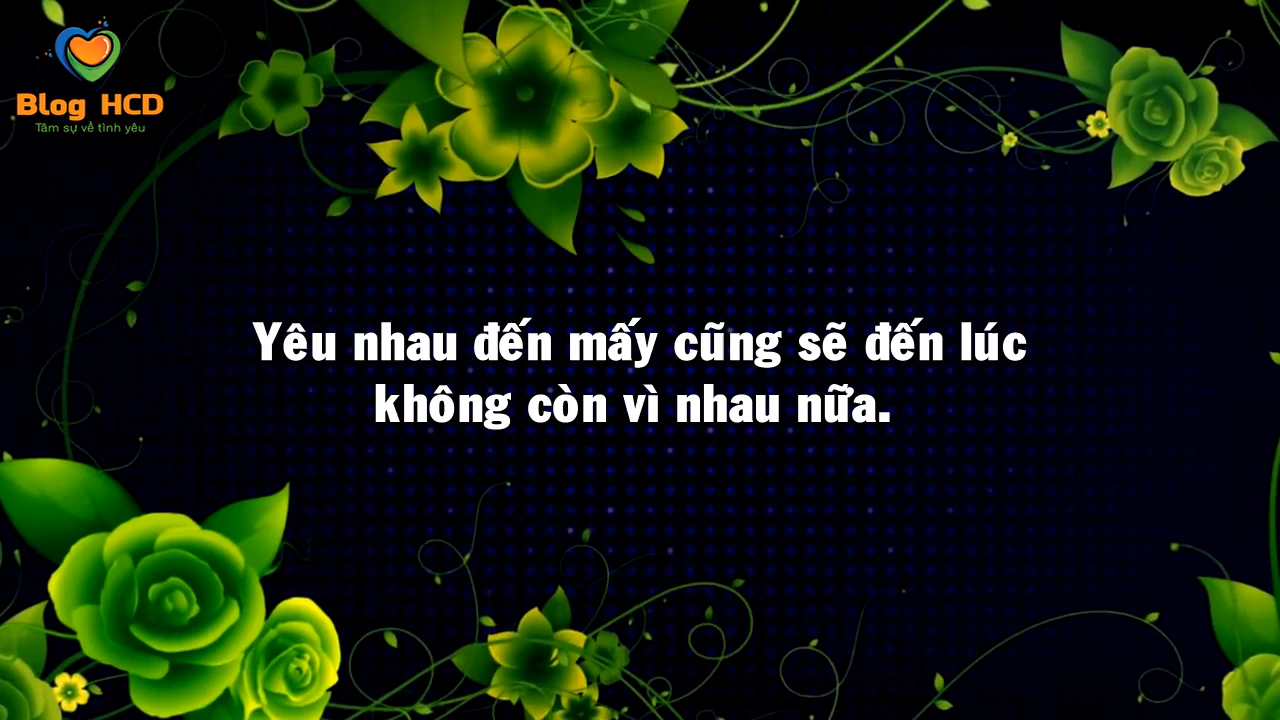 Blog HCD
Tâm sự về tình yêu
Yêu nhau đến mấy cũng sẽ đến lúc
không còn vì nhau nữa.